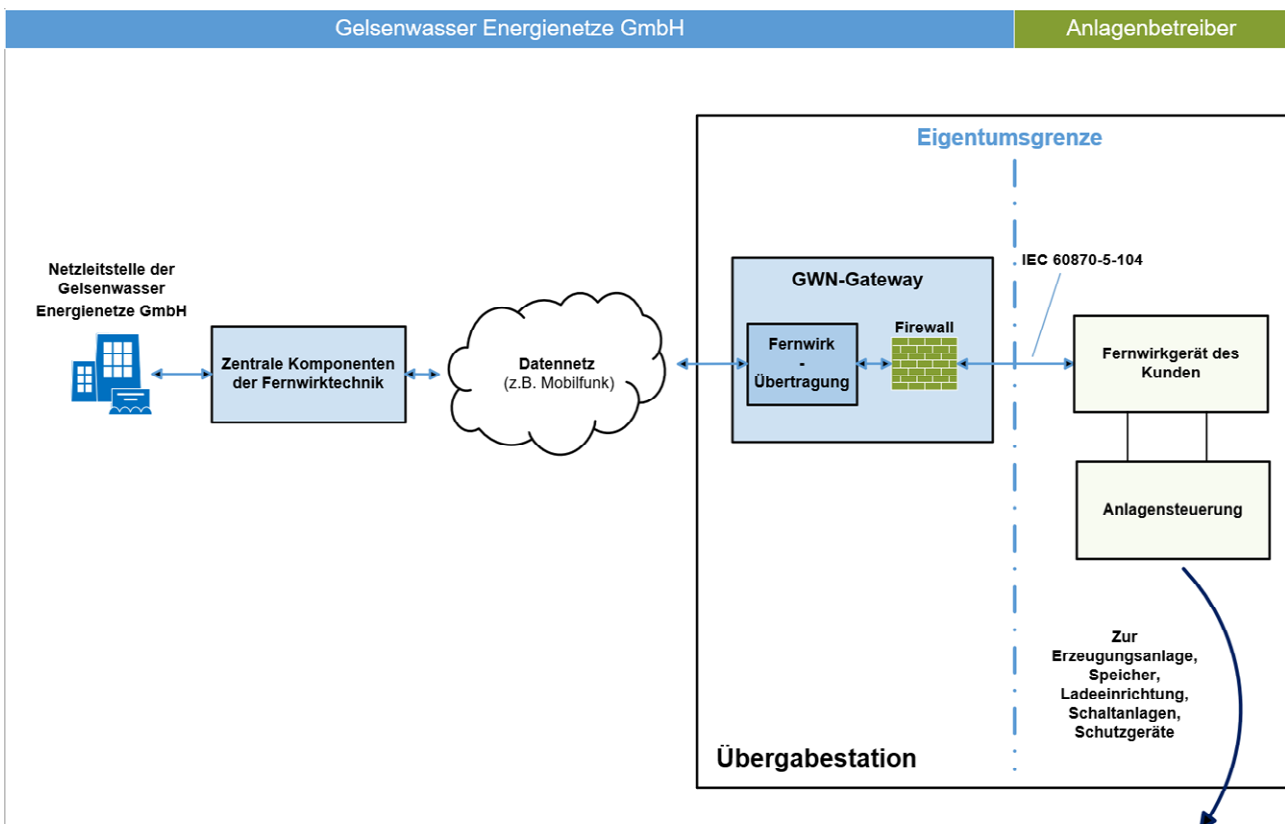 Gelsenwasser Energienetze GmbH
Anlagenbetreiber
Eigentumsgrenze
IEC 60870-5-104
Netzleitstelle der
Gelsenwasser
Energienetze GmbH
Zentrale Komponenten
der Fernwirktechnik
Datennetz
(z.B. Mobilfunk)
GWN-Gateway
Fernwirk
-
Übertragung
Firewall
Fernwirkgerät des
Kunden
Anlagensteuerung
Zur
Erzeugungsanlage,
Speicher,
Ladeeinrichtung,
Schaltanlagen,
Schutzgeräte
Übergabestation